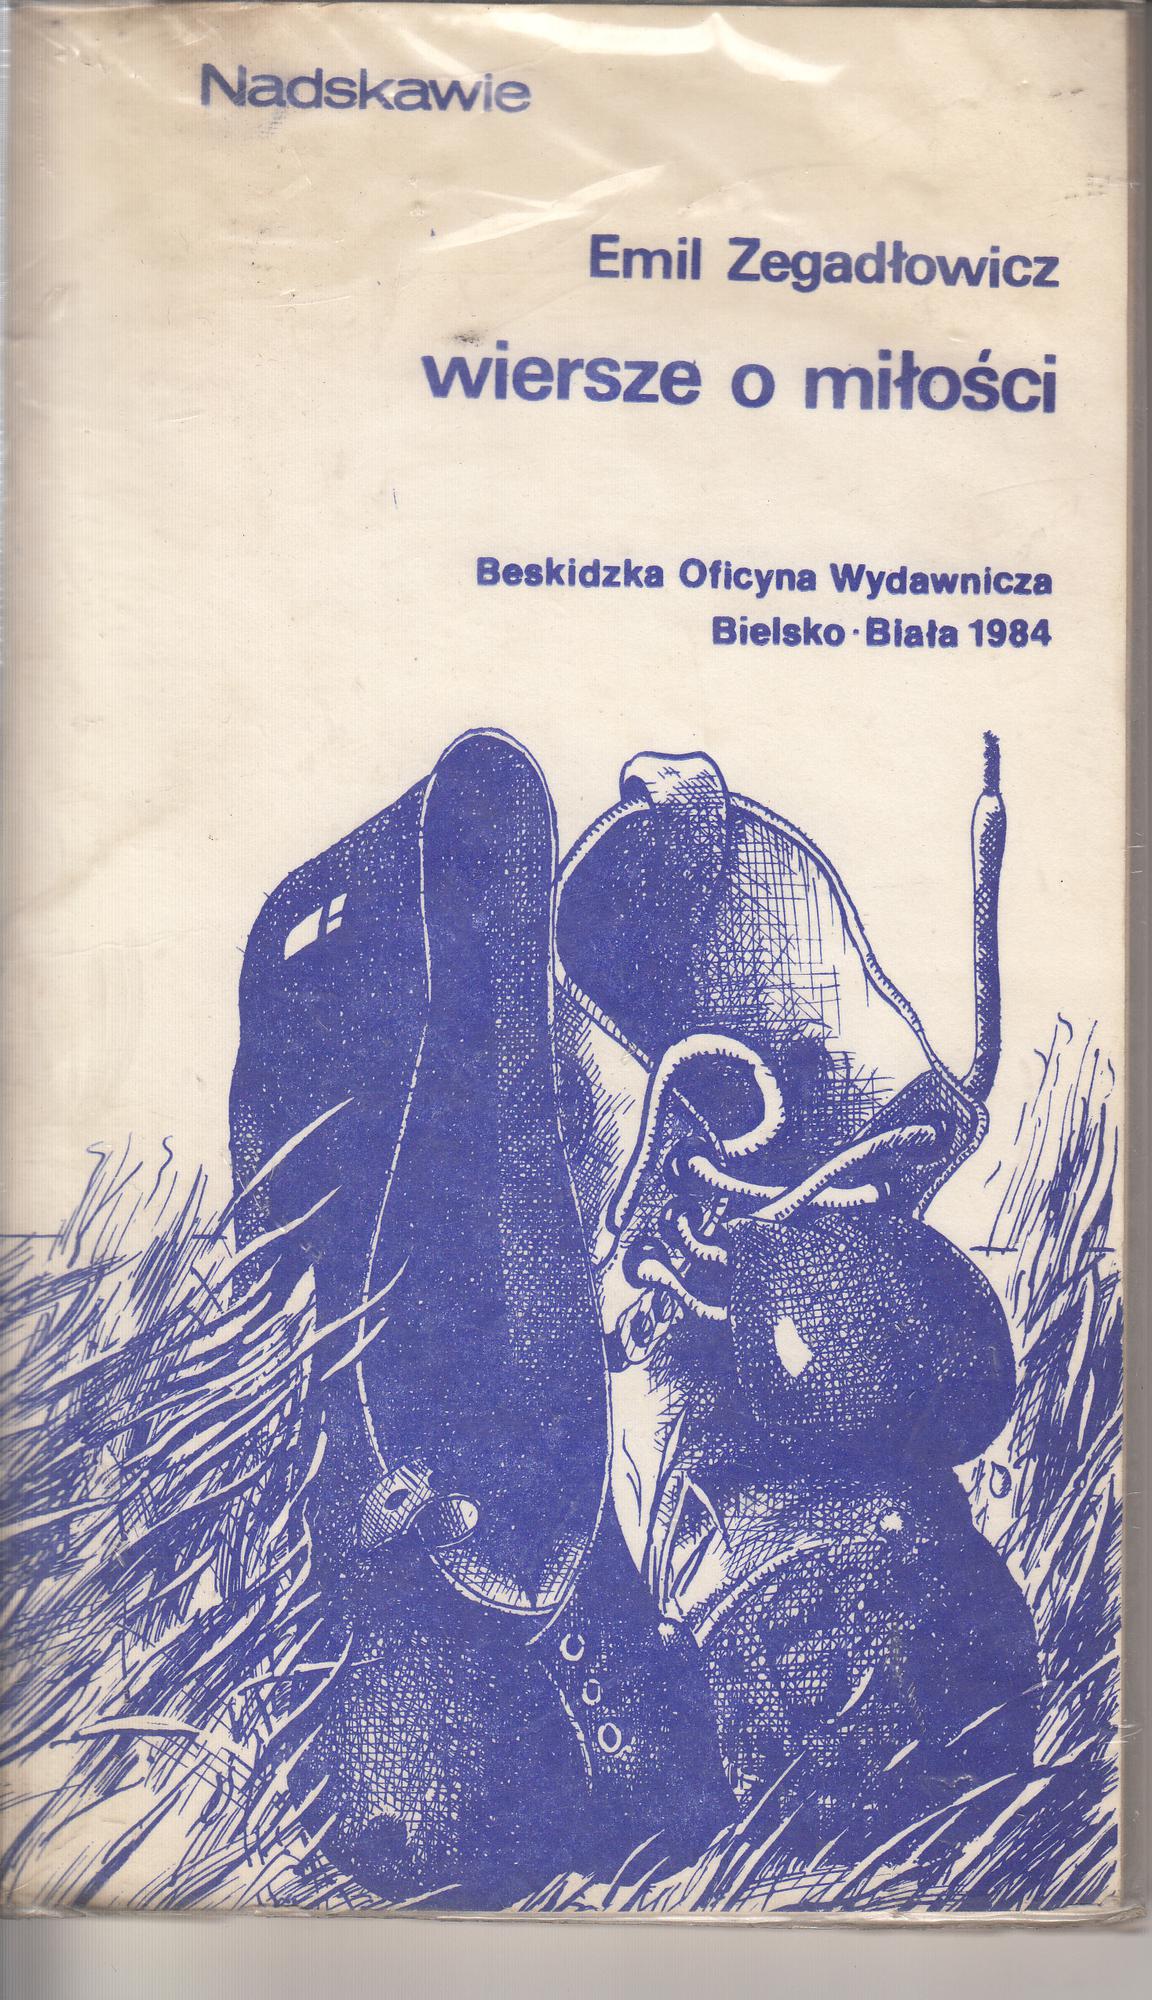 Nadskawie
Emil Zegadłowicz
wiersze o miłości
Beskidzka Oficyna Wydawnicza
Bielsko·Biała 1984